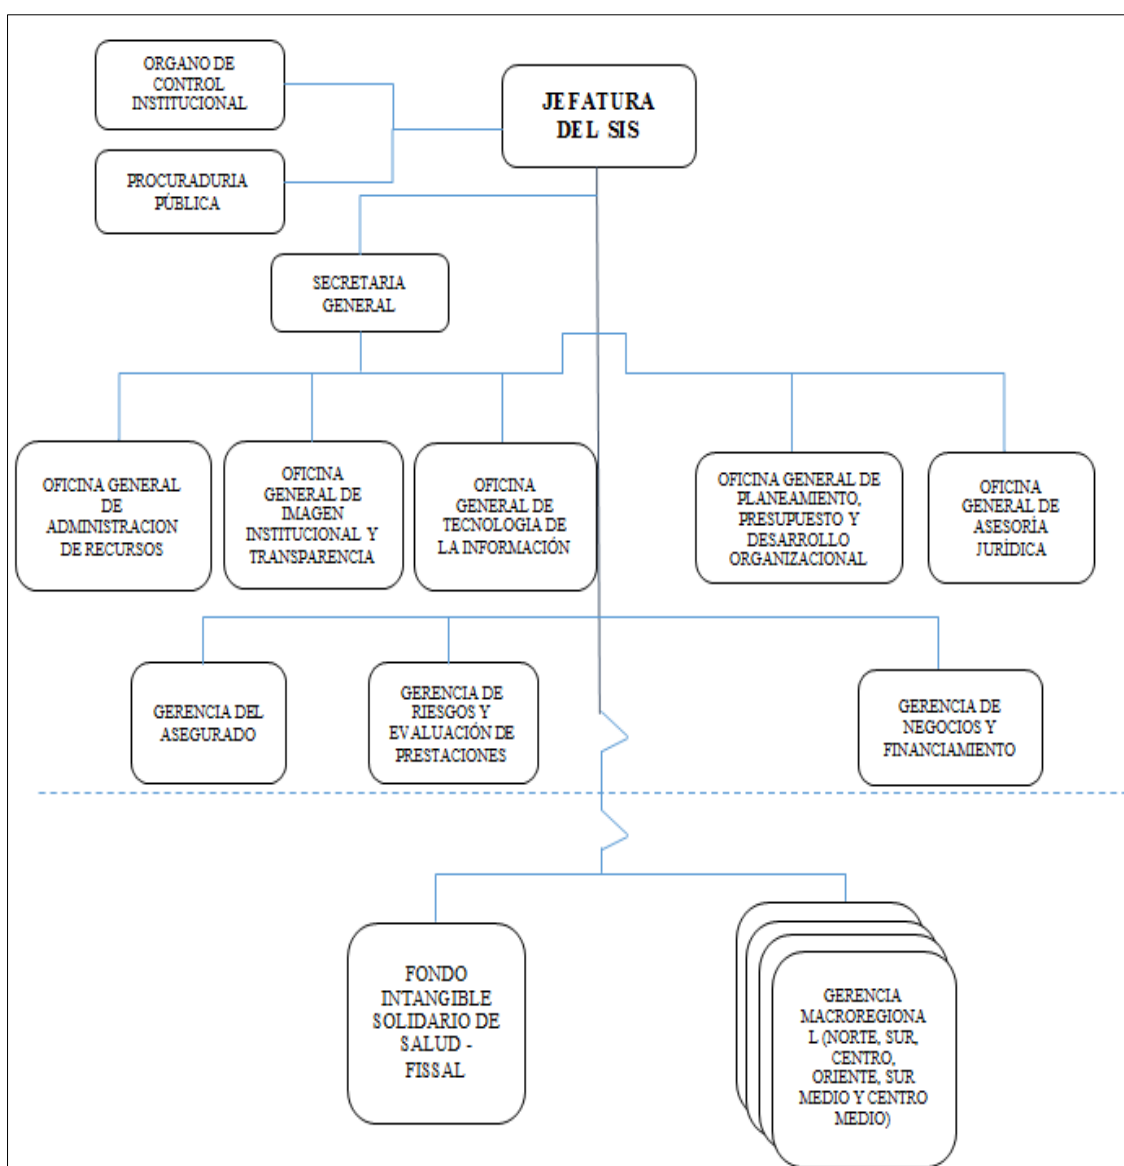 ORGANO DE
CONTROL
INSTITUCIONAL
JEFATURA
DEL SIS
PROCURADURIA
PÚBLICA
SECRETARIA
GENERAL
OFICINA GENERAL
DE
ADMINISTRACION
DE RECURSOS
OFICINA
GENERAL DE
IMAGEN
INSTITUCIONAL Y
TRANSPARENCIA
OFICINA
GENERAL DE
TECNOLOGIA DE
LA INFORMACIÓN
OFICINA GENERAL DE
PLANEAMIENTO,
PRESUPUESTO Y
DESARROLLO
ORGANIZACIONAL
OFICINA
GENERAL DE
ASESORÍA
JURÍDICA
GERENCIA DEL
ASEGURADO
GERENCIA DE
RIESGOS Y
EVALUACIÓN DE
PRESTACIONES
GERENCIA DE
NEGOCIOS Y
FINANCIAMIENTO
FONDO
INTANGIBLE
SOLIDARIO DE
SALUD -
FISSAL
GERENCIA
MACROREGIONA
L (NORTE, SUR,
CENTRO,
ORIENTE, SUR
MEDIO Y CENTRO
MEDIO)